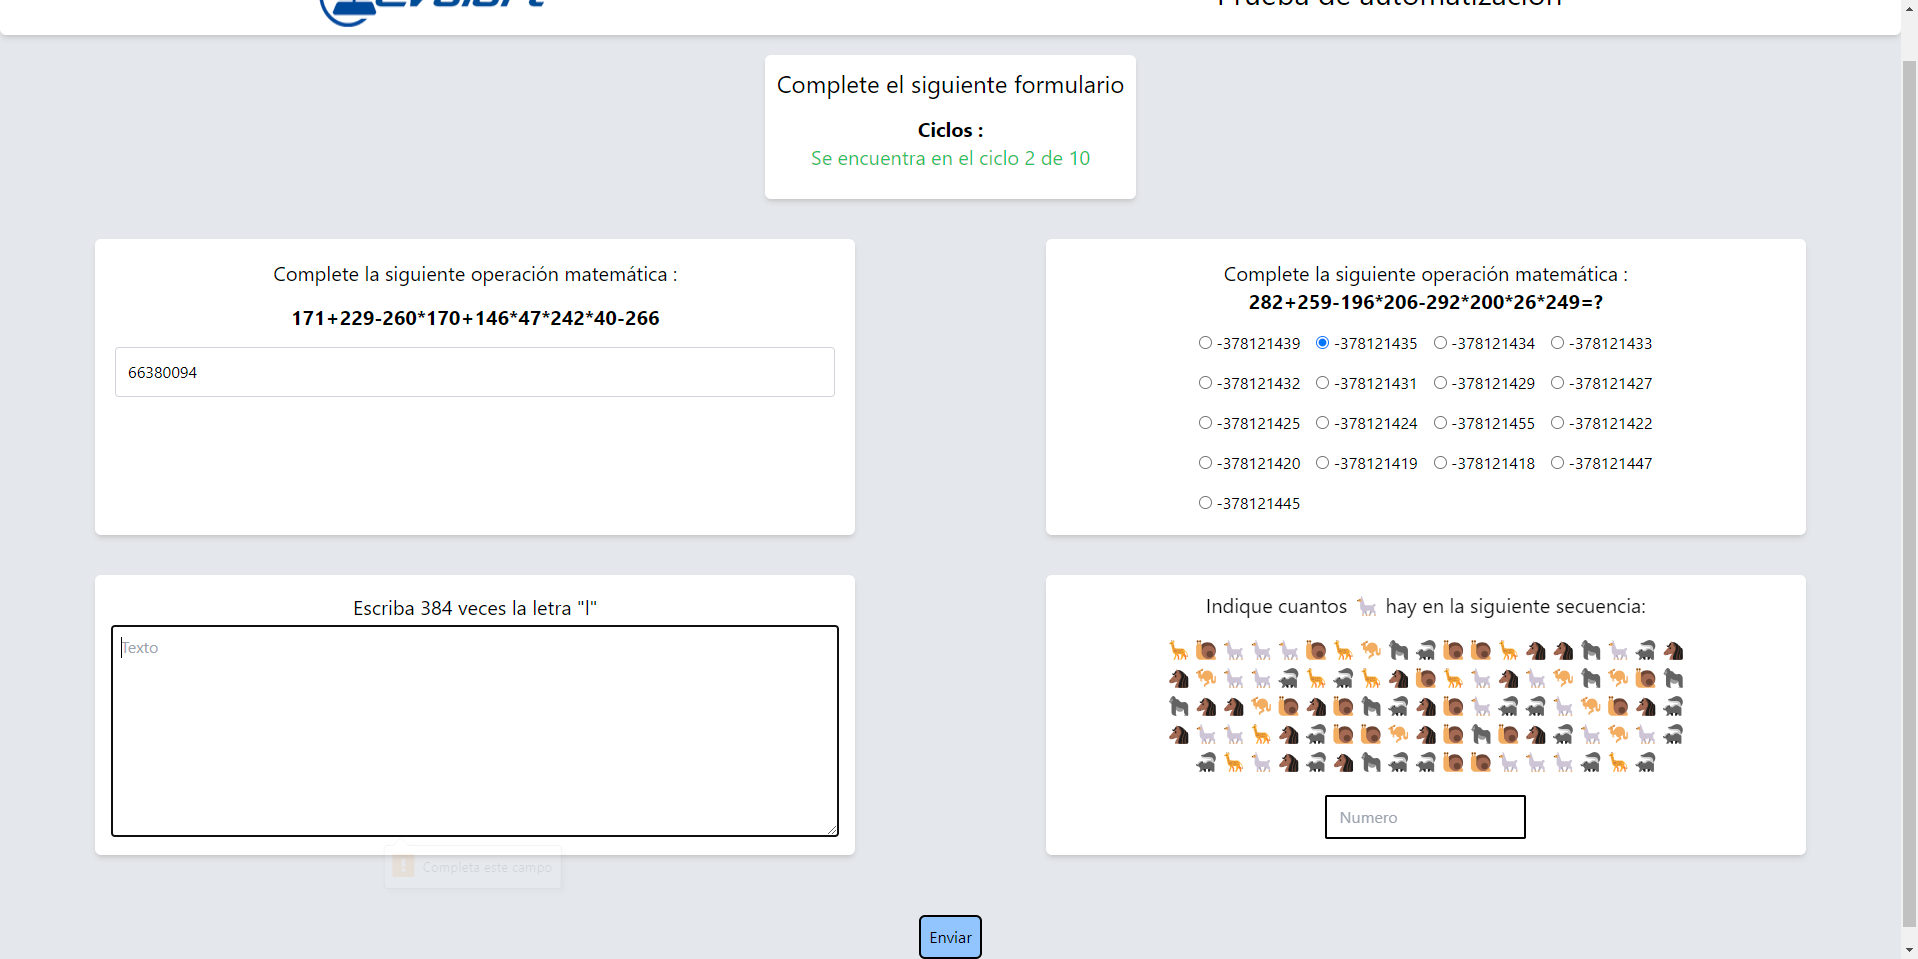 Prueba de automatización
Complete el siguiente formulario
Ciclos :
Se encuentra en el ciclo 2 de 10
Complete la siguiente operación matemática :
171+229-260*170+146*47*242*40-266
66380094
Complete la siguiente operación matemática :
282+259-196*206-292*200*26*249=?
-378121439 -378121435 -378121434 -378121433
-378121432 -378121431 -378121429 -378121427
-378121425 -378121424 -378121455 -378121422
-378121420 -378121419 -378121418 -378121447
-378121445
Escriba 384 veces la letra "l"
Texto
Completa este campo
Indique cuantos 🐐 hay en la siguiente secuencia:
Numero
Enviar